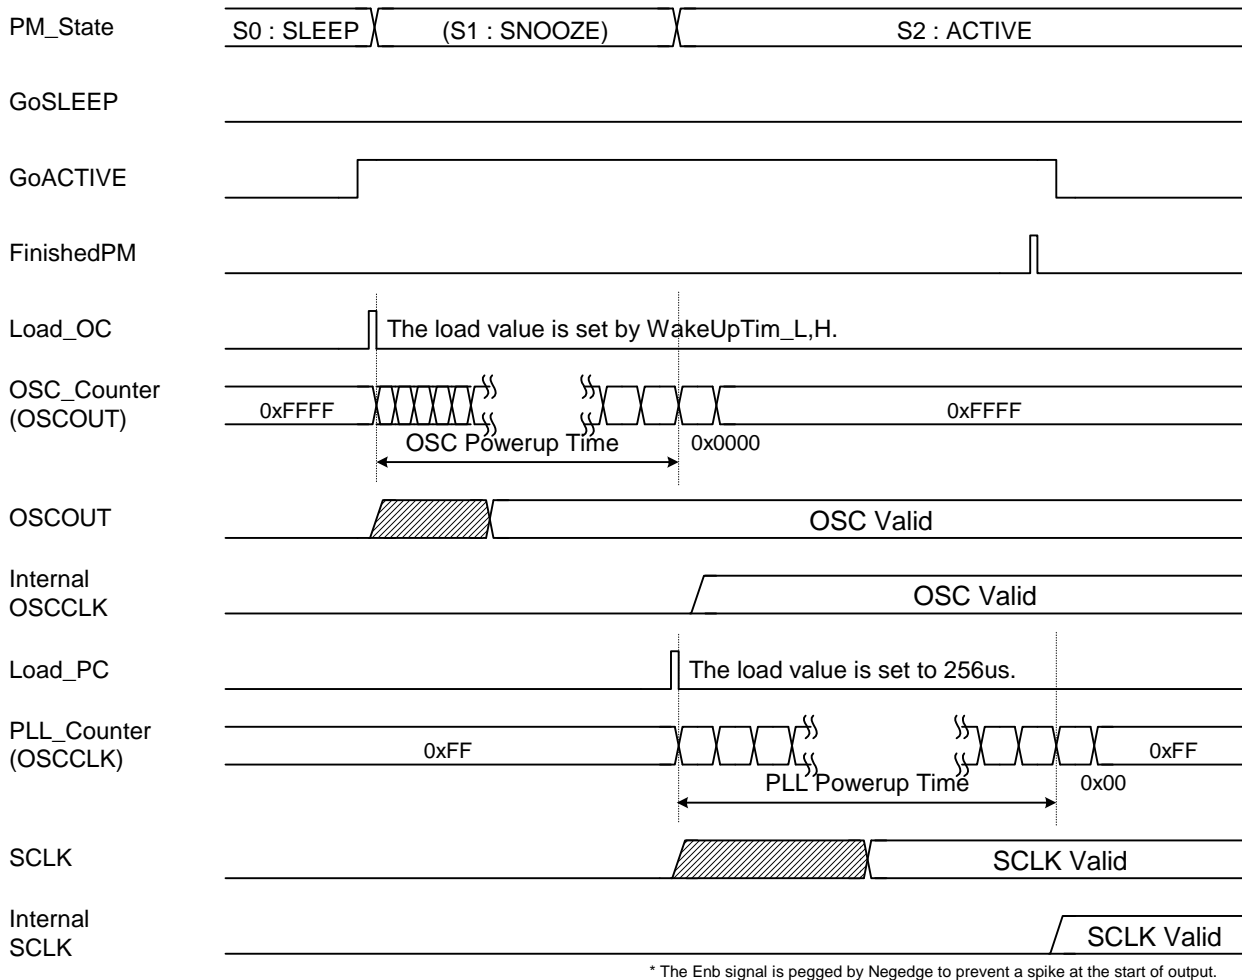 PM_State
S0 : SLEEP (S1 : SNOOZE) S2 : ACTIVE
GoSLEEP
GoACTIVE
FinishedPM
Load_OC
The load value is set by WakeUpTim_L,H.
OSC_Counter
(OSCOUT)
0xFFFF 0xFFFF
OSC Powerup Time 0x0000
OSCOUT
OSC Valid
Internal
OSCCLK
OSC Valid
Load_PC
The load value is set to 256us.
PLL_Counter
(OSCCLK)
0xFF 0xFF
PLL Powerup Time 0x00
SCLK
SCLK Valid
Internal
SCLK
SCLK Valid
* The Enb signal is pegged by Negedge to prevent a spike at the start of output.